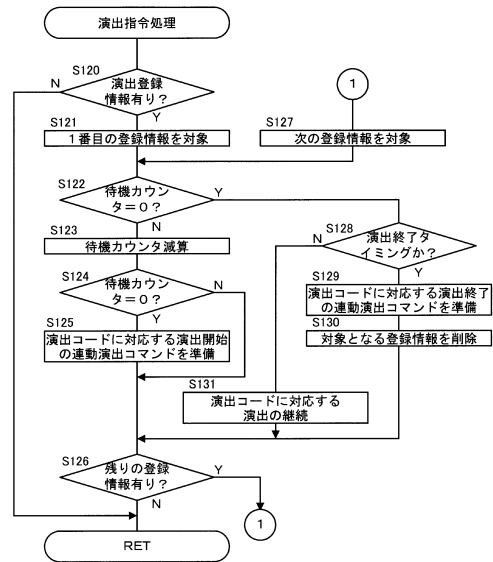 演出指令処理
S120
演出登録
情報有り？
N
Y
1
S121
１番目の登録情報を対象
S127
次の登録情報を対象
S122
待機カウン
タ＝０？
Y
N
S123
待機カウンタ減算
S128
演出終了タ
イミングか？
N
Y
S124
待機カウン
タ＝０？
N
Y
S129
演出コードに対応する演出終了
の連動演出コマンドを準備
S125
演出コードに対応する演出開始
の連動演出コマンドを準備
S130
対象となる登録情報を削除
S131
演出コードに対応する
演出の継続
S126
残りの登録
情報有り？
Y
N
1
RET